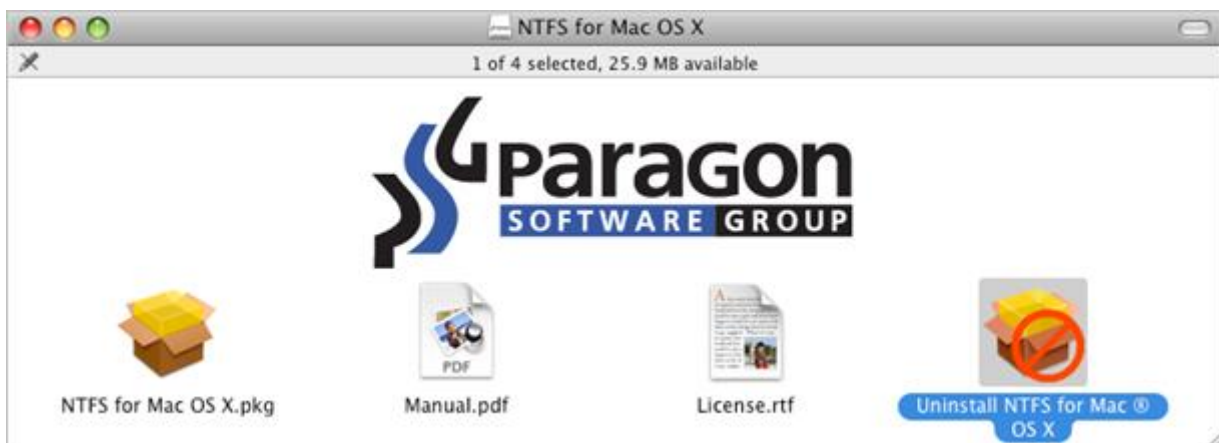 NTFS for Mac OS X
1 of 4 selected, 25.9 MB available
Paragon
SOFTWARE GROUP
PDF
NTFS for Mac OS X.pkg
Manual.pdf
License.rtf
Uninstall NTFS for Mac ®
OS X